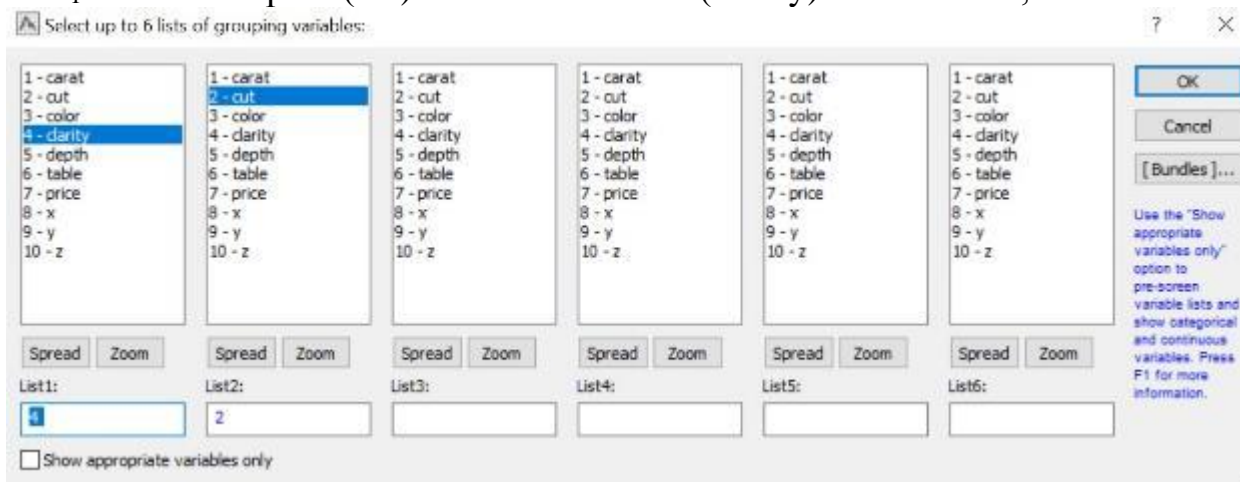 Select up to 6 lists of grouping variables:
? ×
1 - carat
2 - cut
3 - color
4 - clarity
5 - depth
6 - table
7 - price
8 - x
9 - y
10 - z
Spread Zoom
List1:
4
1 - carat
2 - cut
3 - color
4 - clarity
5 - depth
6 - table
7 - price
8 - x
9 - y
10 - z
Spread Zoom
List2:
2
1 - carat
2 - cut
3 - color
4 - clarity
5 - depth
6 - table
7 - price
8 - x
9 - y
10 - z
Spread Zoom
List3:
1 - carat
2 - cut
3 - color
4 - clarity
5 - depth
6 - table
7 - price
8 - x
9 - y
10 - z
Spread Zoom
List4:
1 - carat
2 - cut
3 - color
4 - clarity
5 - depth
6 - table
7 - price
8 - x
9 - y
10 - z
Spread Zoom
List5:
1 - carat
2 - cut
3 - color
4 - clarity
5 - depth
6 - table
7 - price
8 - x
9 - y
10 - z
Spread Zoom
List6:
OK
Cancel
[Bundles]...
Use the "Show
appropriate
variables only"
option to
pre-screen
variable lists and
show categorical
and continuous
variables. Press
F1 for more
information.
Show appropriate variables only